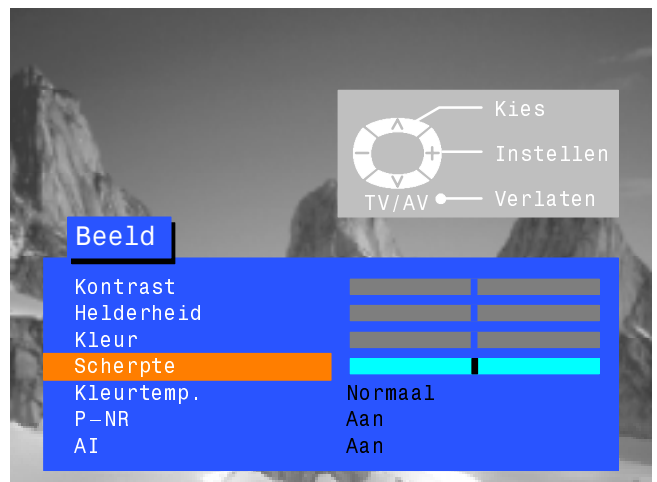 Kies
Instellen
TV/AV Verlaten
Beeld
Kontrast
Helderheid
Kleur
Scherpte
Kleurtemp. Normaal
P-NR Aan
AI Aan